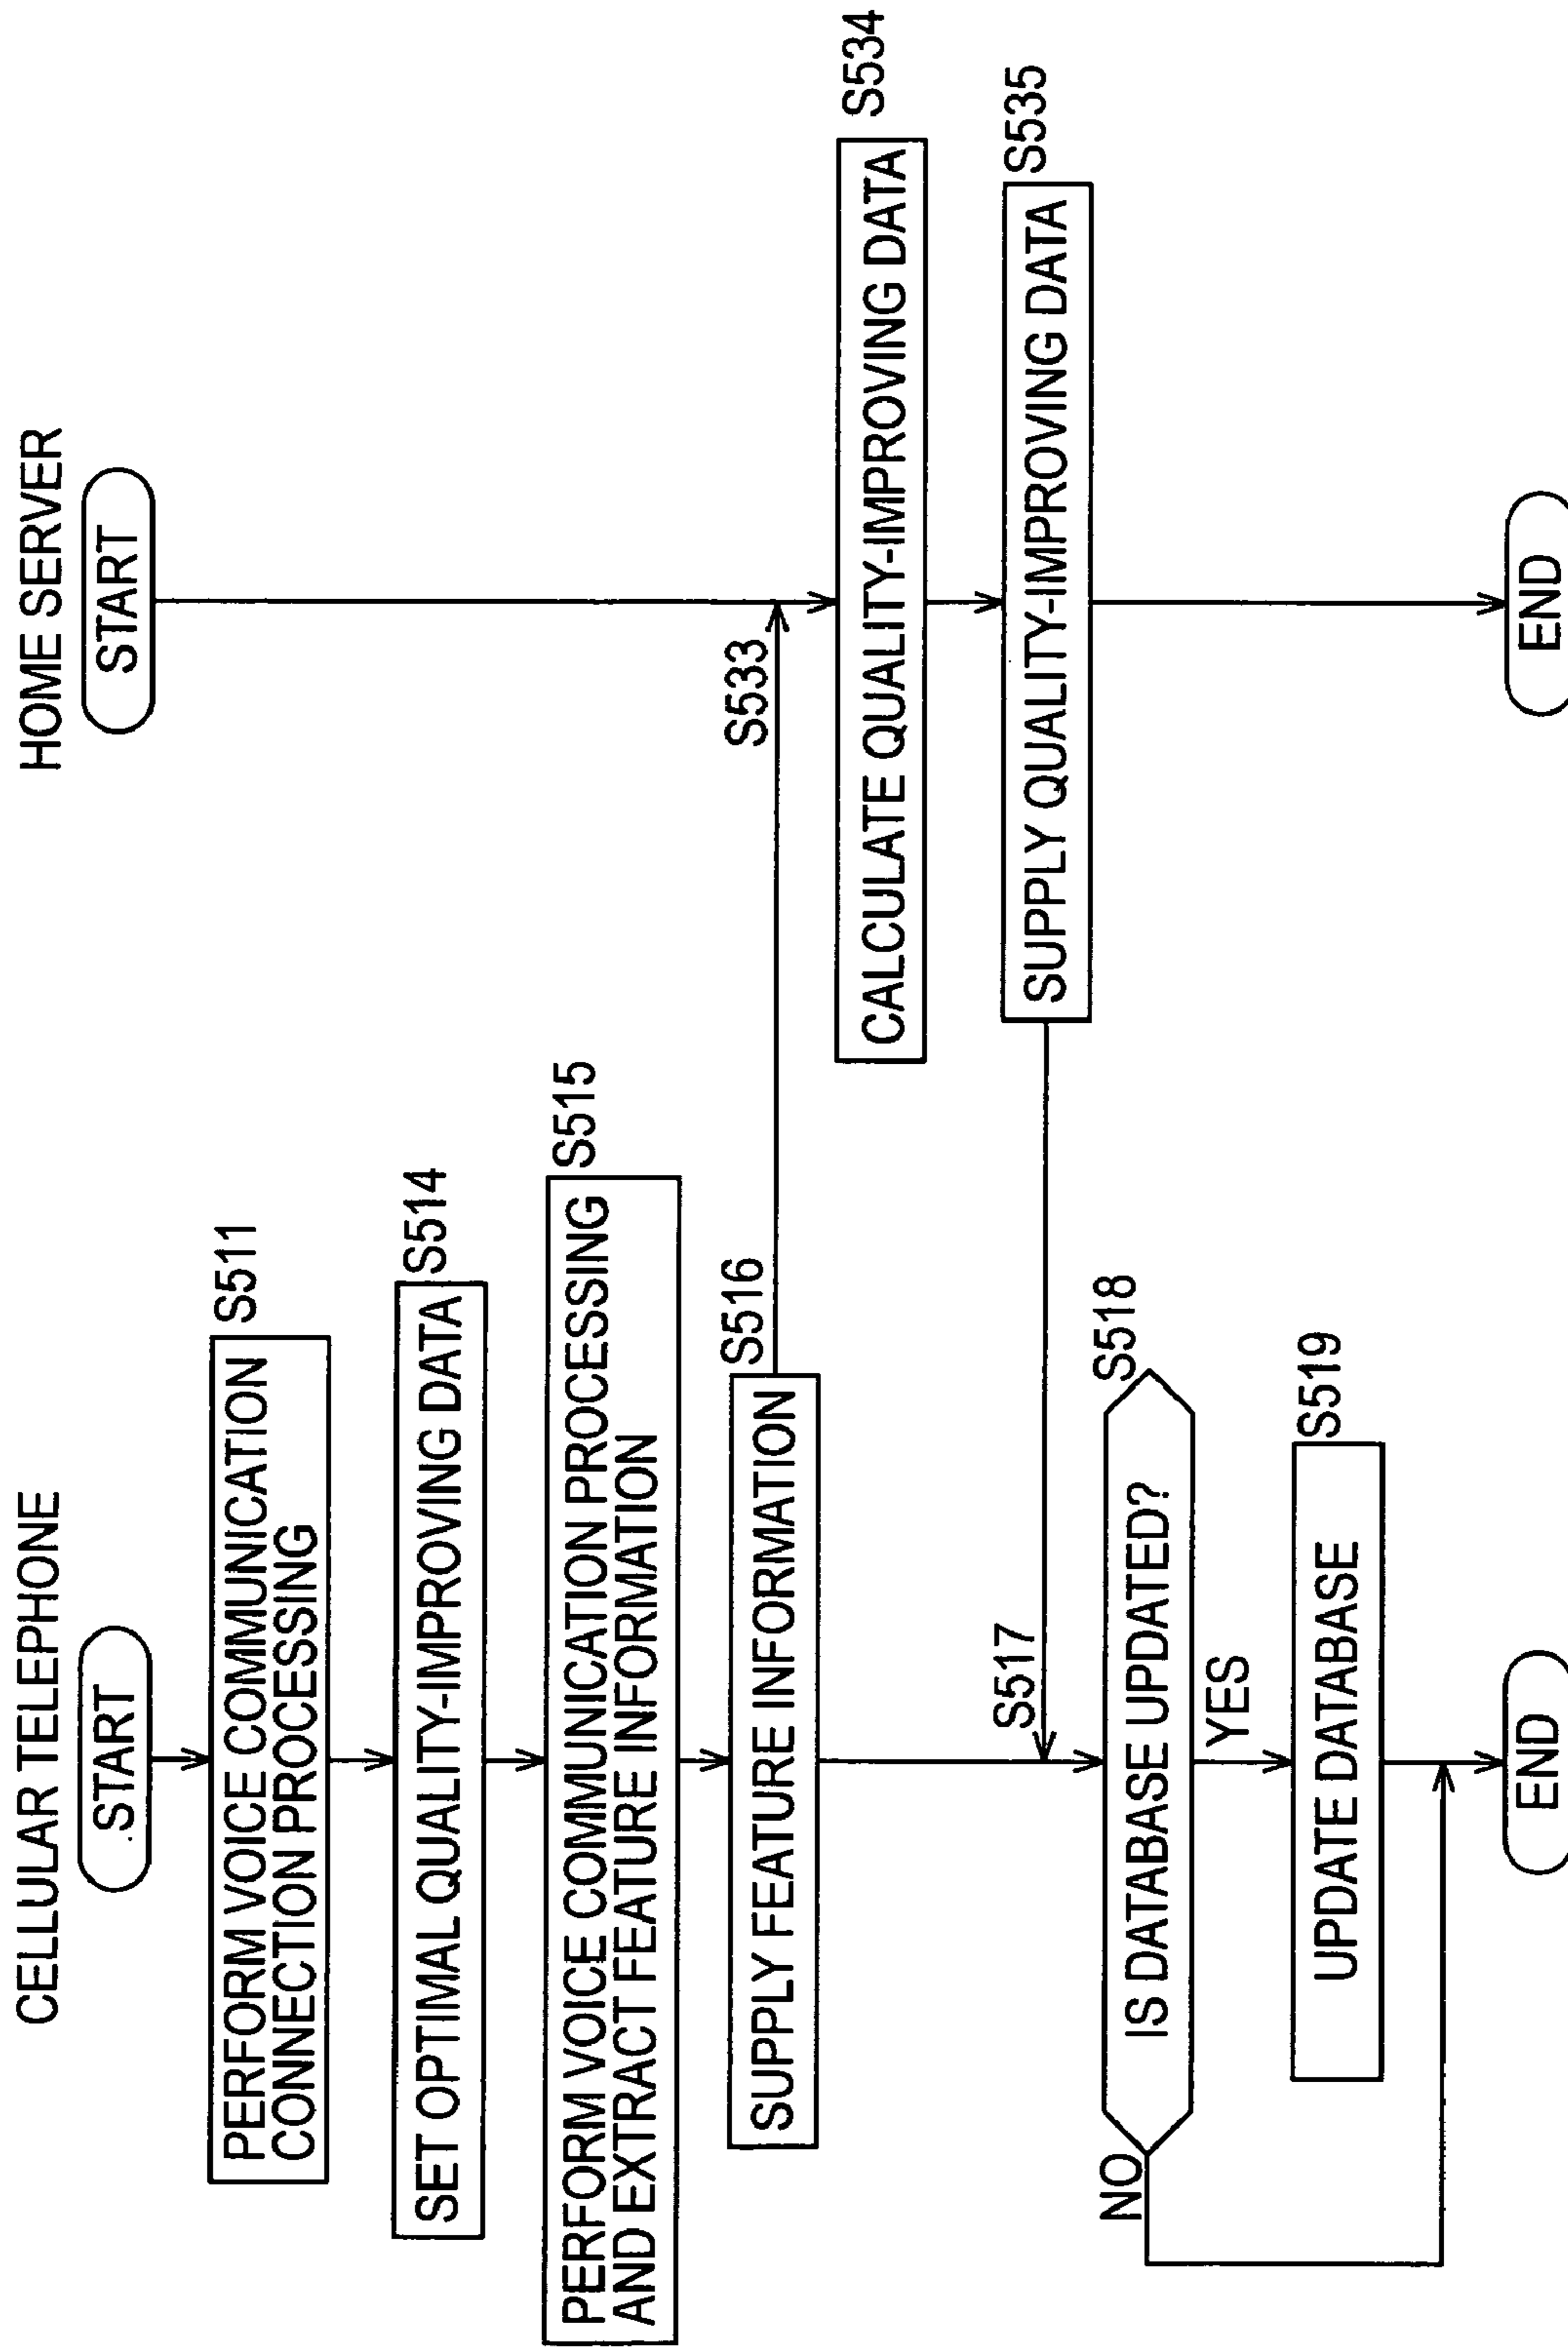 CELLULAR TELEPHONE
START
PERFORM VOICE COMMUNICATION
CONNECTION PROCESSING
S511
SET OPTIMAL QUALITY-IMPROVING DATA
S514
PERFORM VOICE COMMUNICATION PROCESSING
AND EXTRACT FEATURE INFORMATION
S515
SUPPLY FEATURE INFORMATION
S516
S517
IS DATABASE UPDATED?
S518
NO
YES
UPDATE DATABASE
S519
END
HOME SERVER
START
S533
CALCULATE QUALITY-IMPROVING DATA
S534
SUPPLY QUALITY-IMPROVING DATA
S535
END